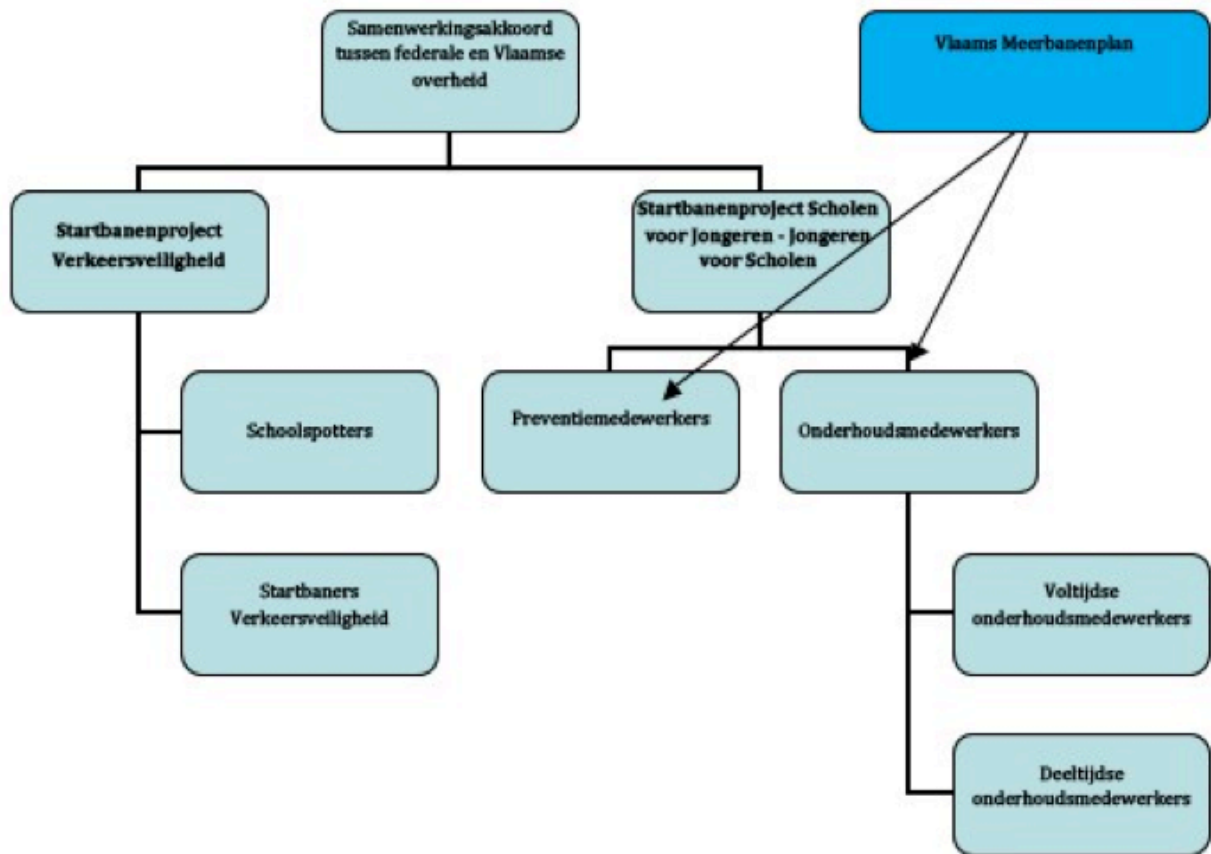 Samenwerkingsakkoord
tussen federale en Vlaamse
overheid
Vlaams Meerbanenplan
Startbanenproject
Verkeersveiligheid
Startbanenproject Scholen
voor Jongeren - Jongeren
voor Scholen
Schoolspotters
Preventiemedewerkers
Onderhoudsmedewerkers
Startbaners
Verkeersveiligheid
Voltijdse
onderhoudsmedewerkers
Deeltijdse
onderhoudsmedewerkers